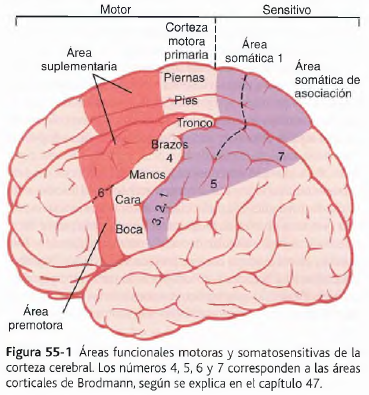 Motor
Sensitivo
Corteza
motora
primaria
Área
suplementaria
Área
somática 1
Área
somática de
asociación
Piernas
Pies
Tronco
Brazos
4
Manos
7
5
6
Cara
3, 2, 1
Boca
Área
premotora
Figura 55-1 Áreas funcionales motoras y somatosensitivas de la
corteza cerebral. Los números 4, 5, 6 y 7 corresponden a las áreas
corticales de Brodmann, según se explica en el capítulo 47.